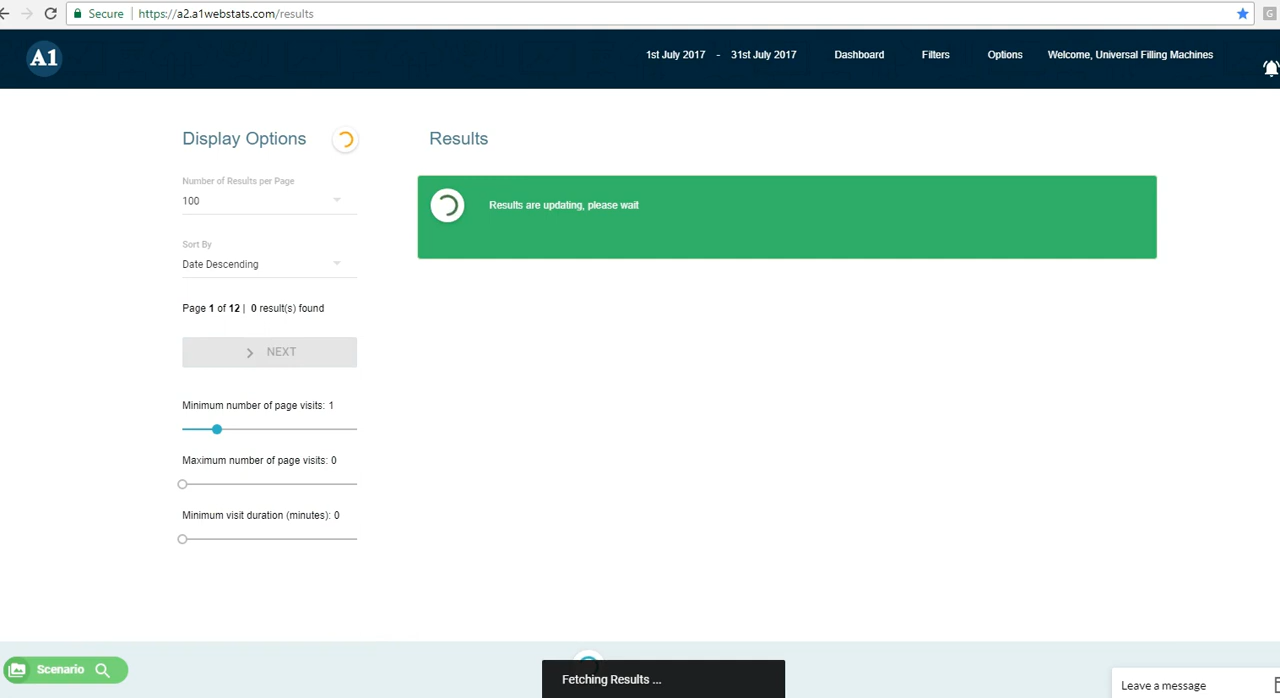 Secure https://a2.a1webstats.com/results
G
A1
1st July 2017 - 31st July 2017 Dashboard Filters Options Welcome, Universal Filling Machines
Display Options
Results
Number of Results per Page
100
Results are updating, please wait
Sort By
Date Descending
Page 1 of 12 | 0 result(s) found
NEXT
Minimum number of page visits: 1
Maximum number of page visits: 0
Minimum visit duration (minutes): 0
Scenario
Fetching Results ...
Leave a message